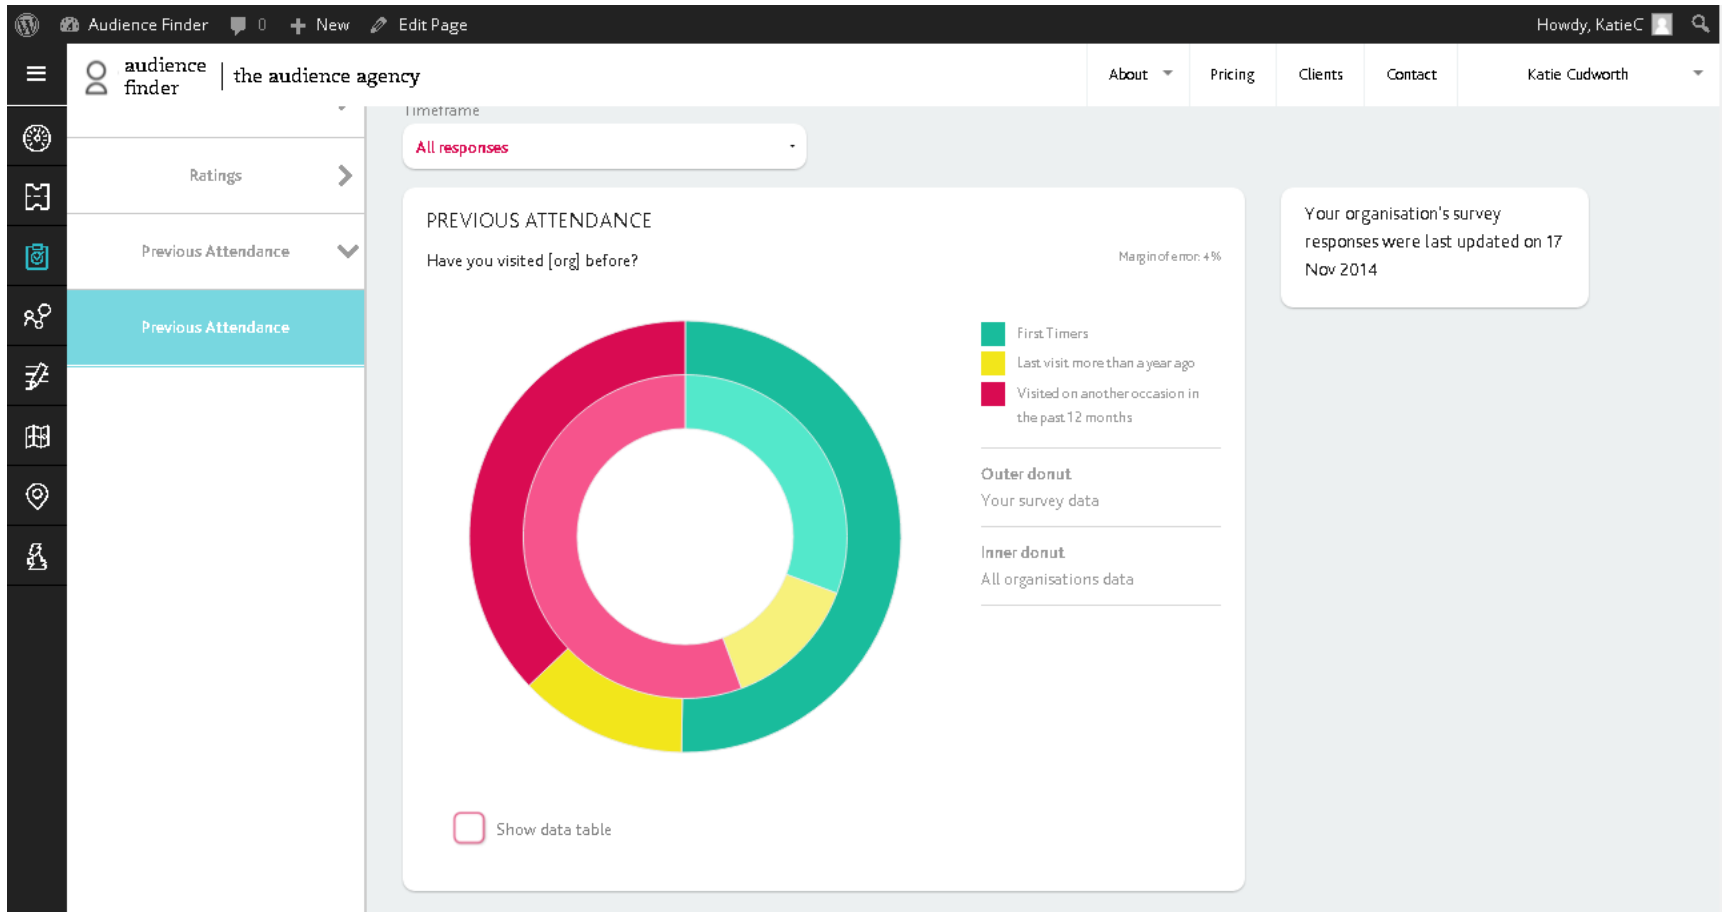 Audience Finder 0 New Edit Page Howdy, KatieC
audience
finder
the audience agency
About Pricing Clients Contact Katie Cudworth
Ratings
Previous Attendance
Previous Attendance
Timeframe
All responses
PREVIOUS ATTENDANCE
Have you visited [org] before?
Margin of error: 4%
First Timers
Last visit more than a year ago
Visited on another occasion in
the past 12 months
Outer donut
Your survey data
Inner donut
All organisations data
Show data table
Your organisation's survey
responses were last updated on 17
Nov 2014